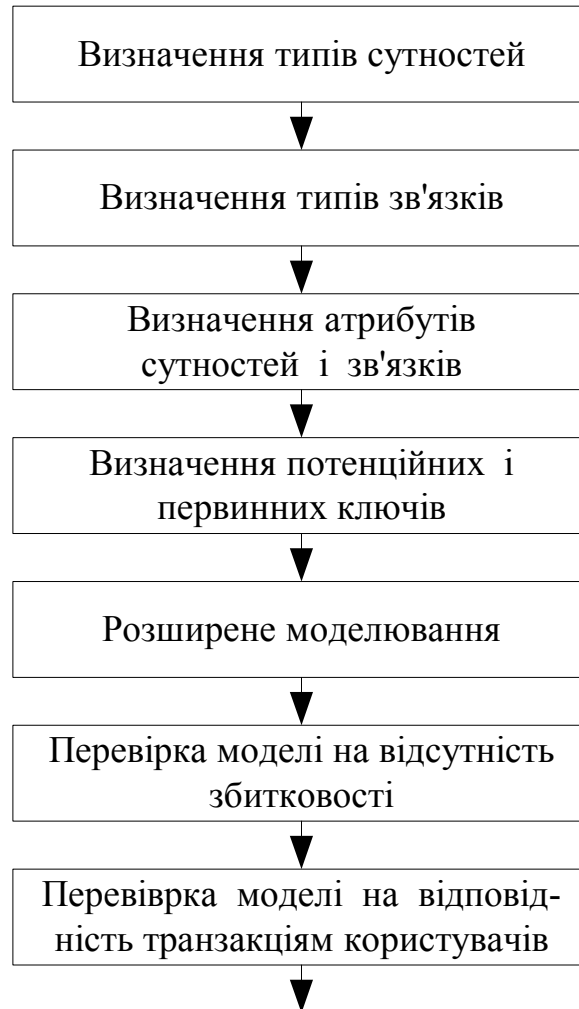 Визначення типів сутностей
Визначення типів зв'язків
Визначення атрибутів
сутностей і зв'язків
Визначення потенційних і
первинних ключів
Розширене моделювання
Перевірка моделі на відсутність
збитковості
Перевіврка моделі на відповід-
ність транзакціям користувачів